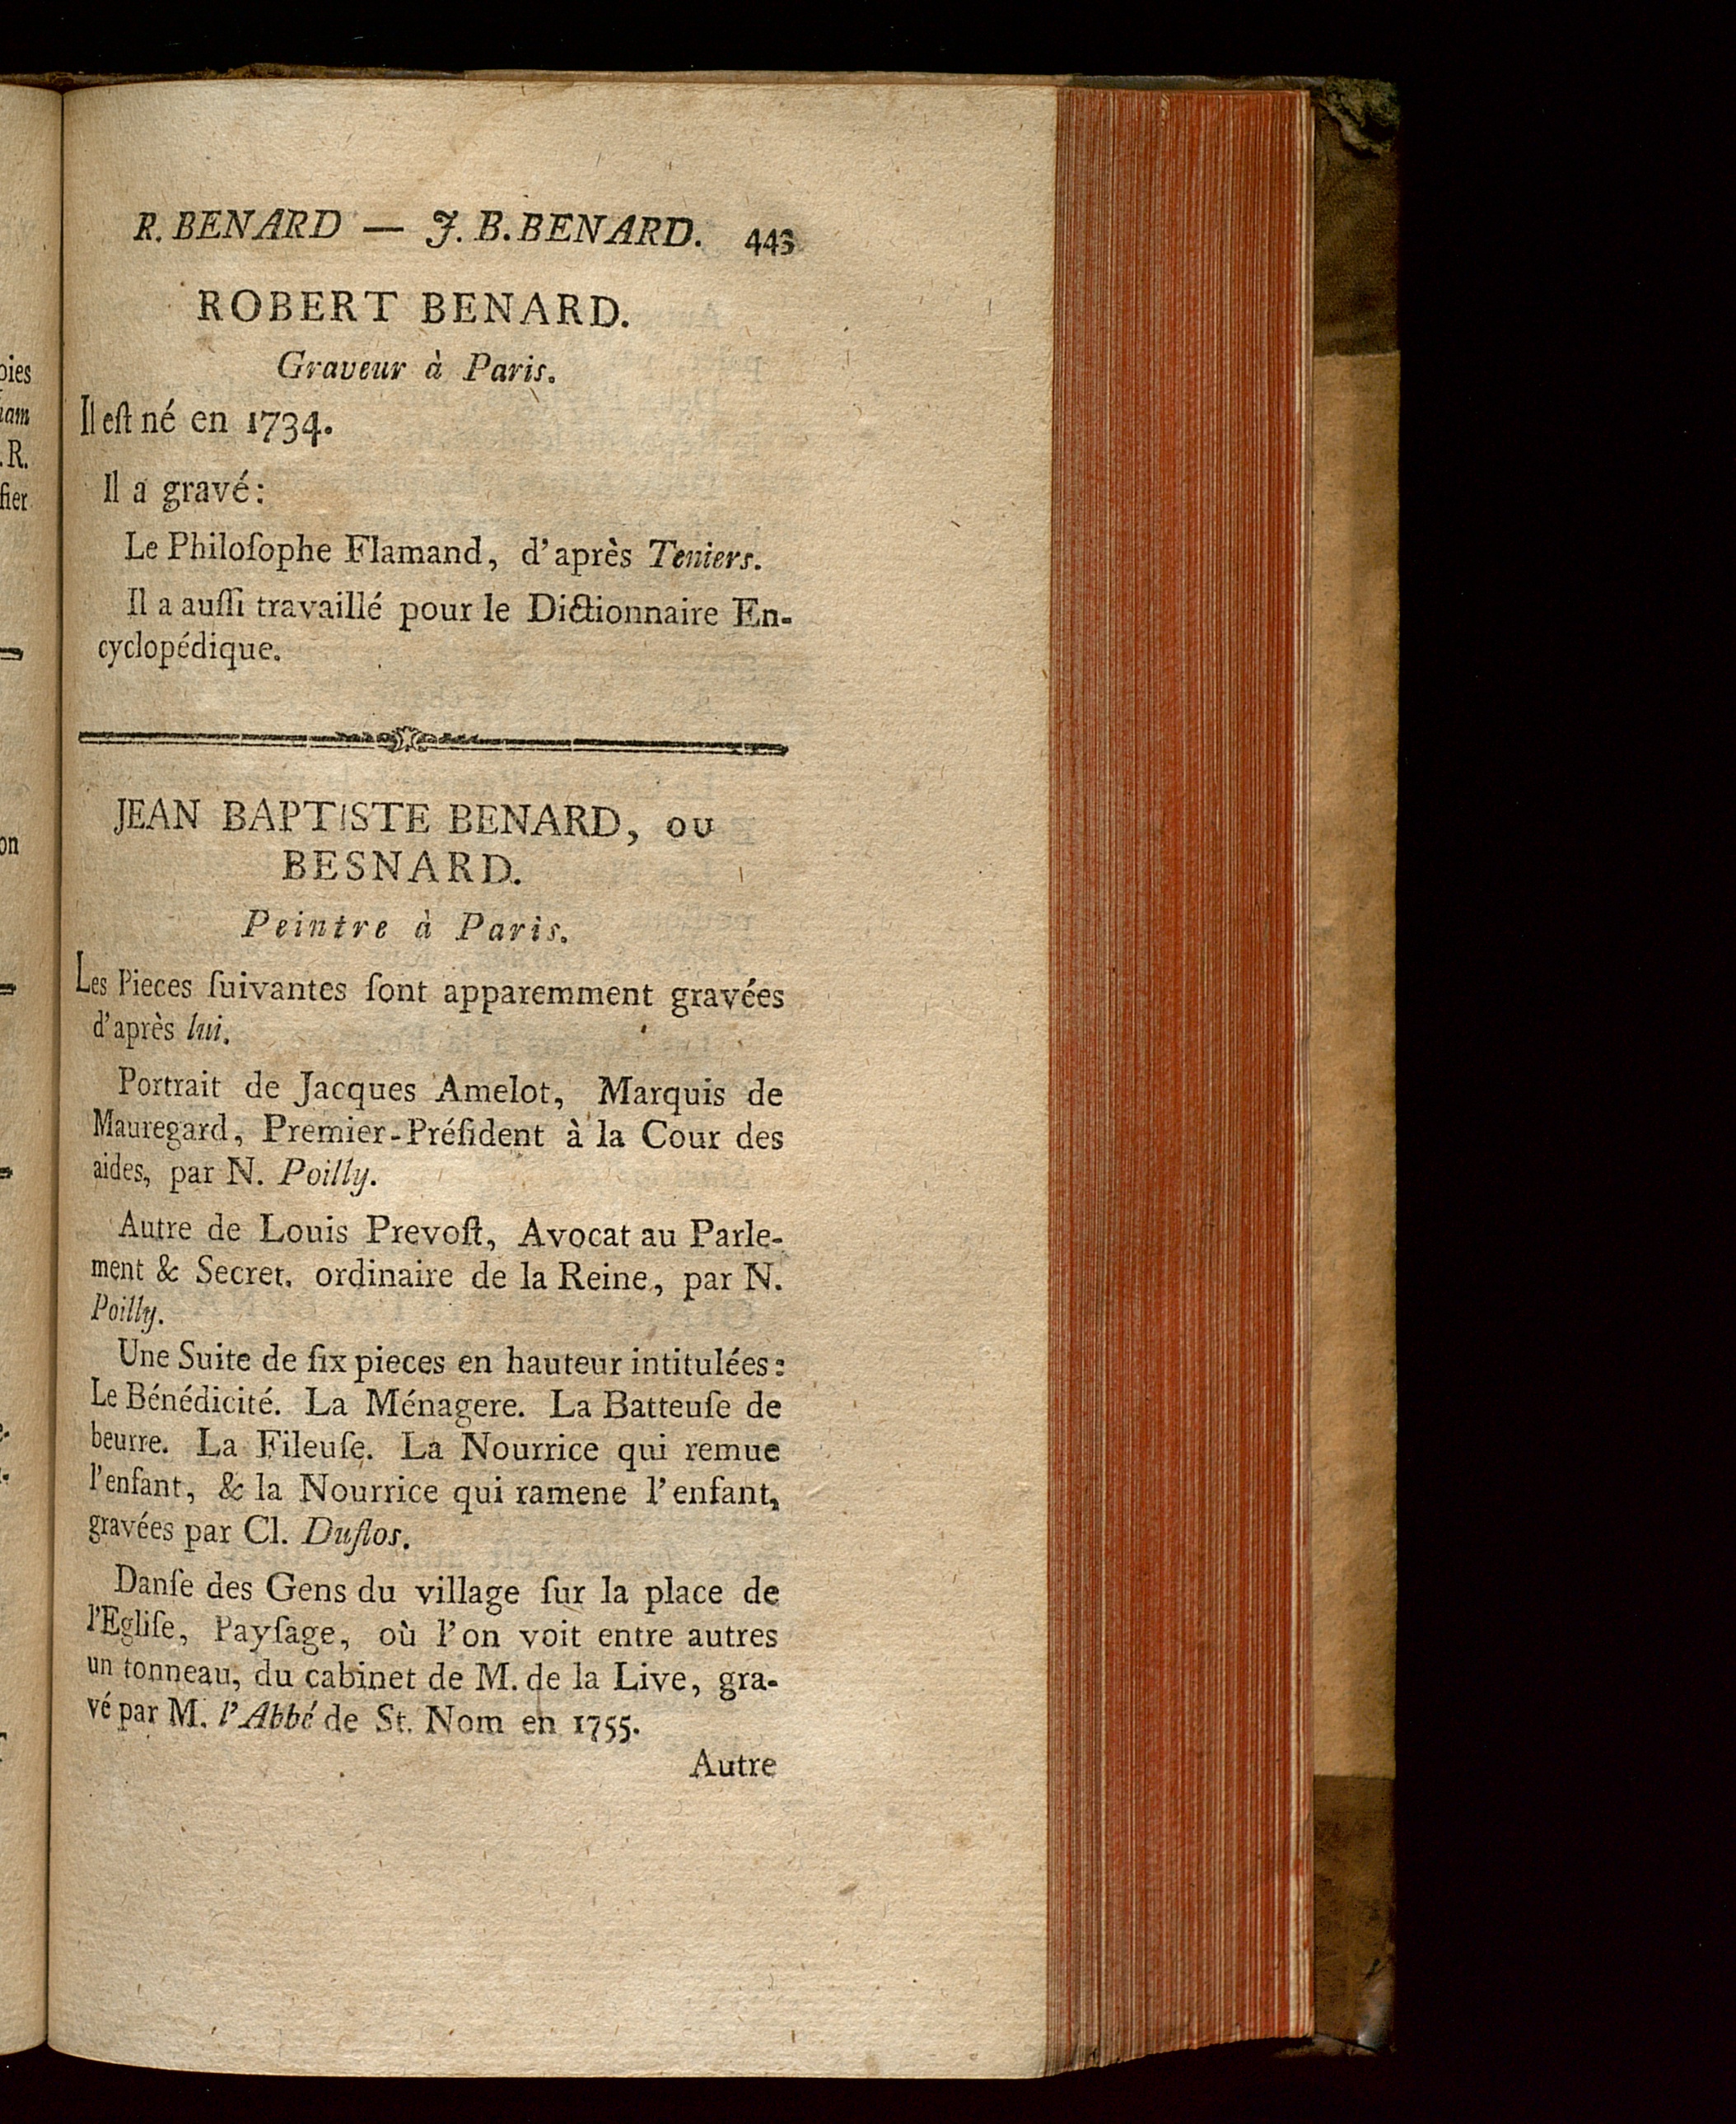 R. BENARD — J. B. BENARD. 443
ROBERT BENARD.
Graveur à Paris.
Il eſt né en 1734.
Il a gravé:
Le Philoſophe Flamand, d'après Teniers.
Il a auſſi travaillé pour le Dictionnaire En-
cyclopédique.
JEAN BAPTISTE BENARD, ou
BESNARD.
Peintre à Paris.
Les Pieces ſuivantes ſont apparemment gravées
d'après lui.
Portrait de Jacques Amelot, Marquis de
Mauregard, Premier-Préſident à la Cour des
aides, par N. Poilly.
Autre de Louis Prevoſt, Avocat au Parle-
ment & Secret. ordinaire de la Reine, par N.
Poilly.
Une Suite de ſix pieces en hauteur intitulées:
Le Bénédicité. La Ménagere. La Batteuſe de
beurre. La Fileuſe. La Nourrice qui remue
l'enfant, & la Nourrice qui ramene l'enfant,
gravées par Cl. Duflos.
Danſe des Gens du village ſur la place de
l'Egliſe, Payſage, où l'on voit entre autres
un tonneau, du cabinet de M. de la Live, gra-
vé par M. l'Abbé de St. Nom en 1755.
Autre